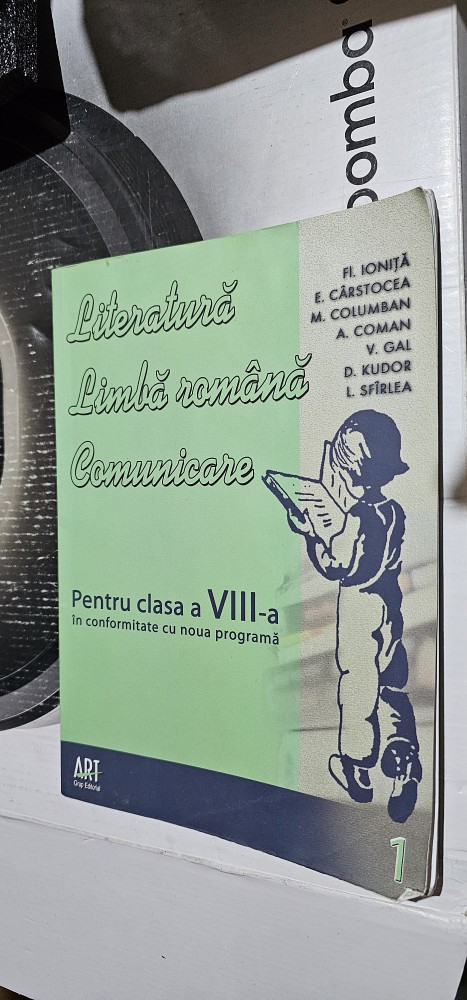 omba
Fl. IONIȚĂ
E. CÂRSTOCEA
M. COLUMBAN
A. COMAN
V. GAL
D. KUDOR
L. SFÎRLEA
Literatură
Limbă română
Comunicare
Pentru clasa a VIII-a
în conformitate cu noua programă
ART
Grup Editorial
1